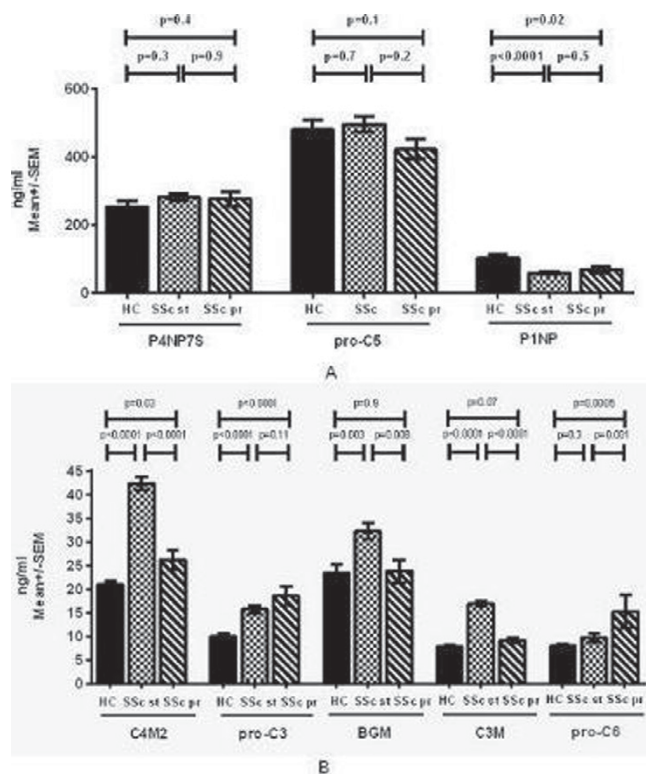 p=0.4 p=0.1 p=0.02
p=0.3 p=0.9 p=0.7 p=0.2 p<0.0001 p=0.5
600
400
200
0
ng/ml
Mean+/-SEM
HC SSc st SSc pr HC SSc SSc pr HC SSc st SSc pr
P4NP7S pro-C5 P1NP
A
p=0.03 p<0.0001 p=0.9 p=0.07 p=0.0005
p<0.0001 p<0.0001 p<0.0001 p=0.11 p=0.003 p=0.008 p<0.0001 p<0.0001 p=0.3 p=0.001
45
40
35
30
25
20
15
10
5
0
ng/ml
Mean+/-SEM
HC SSc st SSc pr HC SSc st SSc pr HC SSc st SSc pr HC SSc st SSc pr HC SSc st SSc pr
C4M2 pro-C3 BGM C3M pro-C6
B